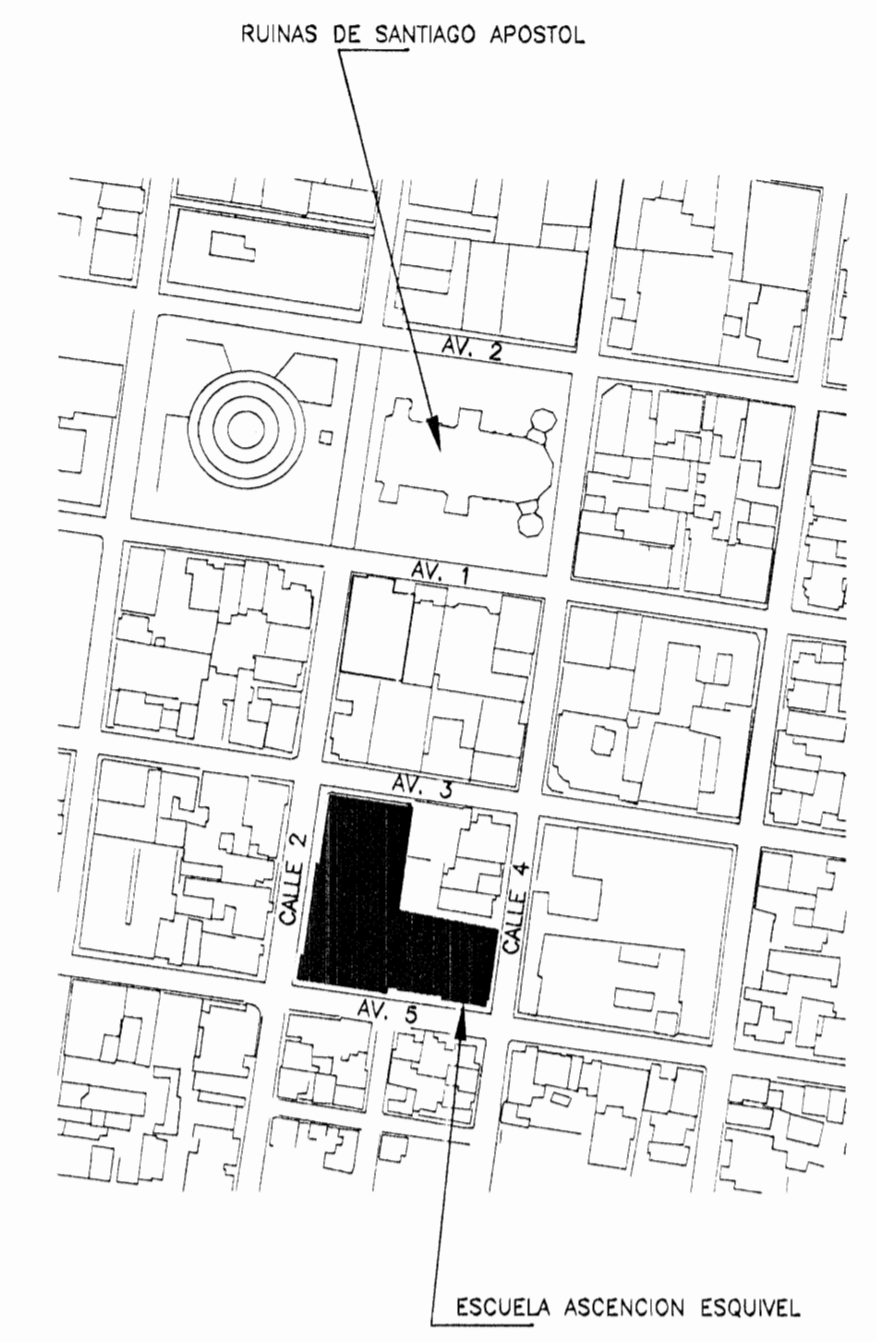 RUINAS DE SANTIAGO APOSTOL
AV. 2
AV. 1
AV. 3
CALLE 2
CALLE 4
AV. 5
ESCUELA ASCENCION ESQUIVEL